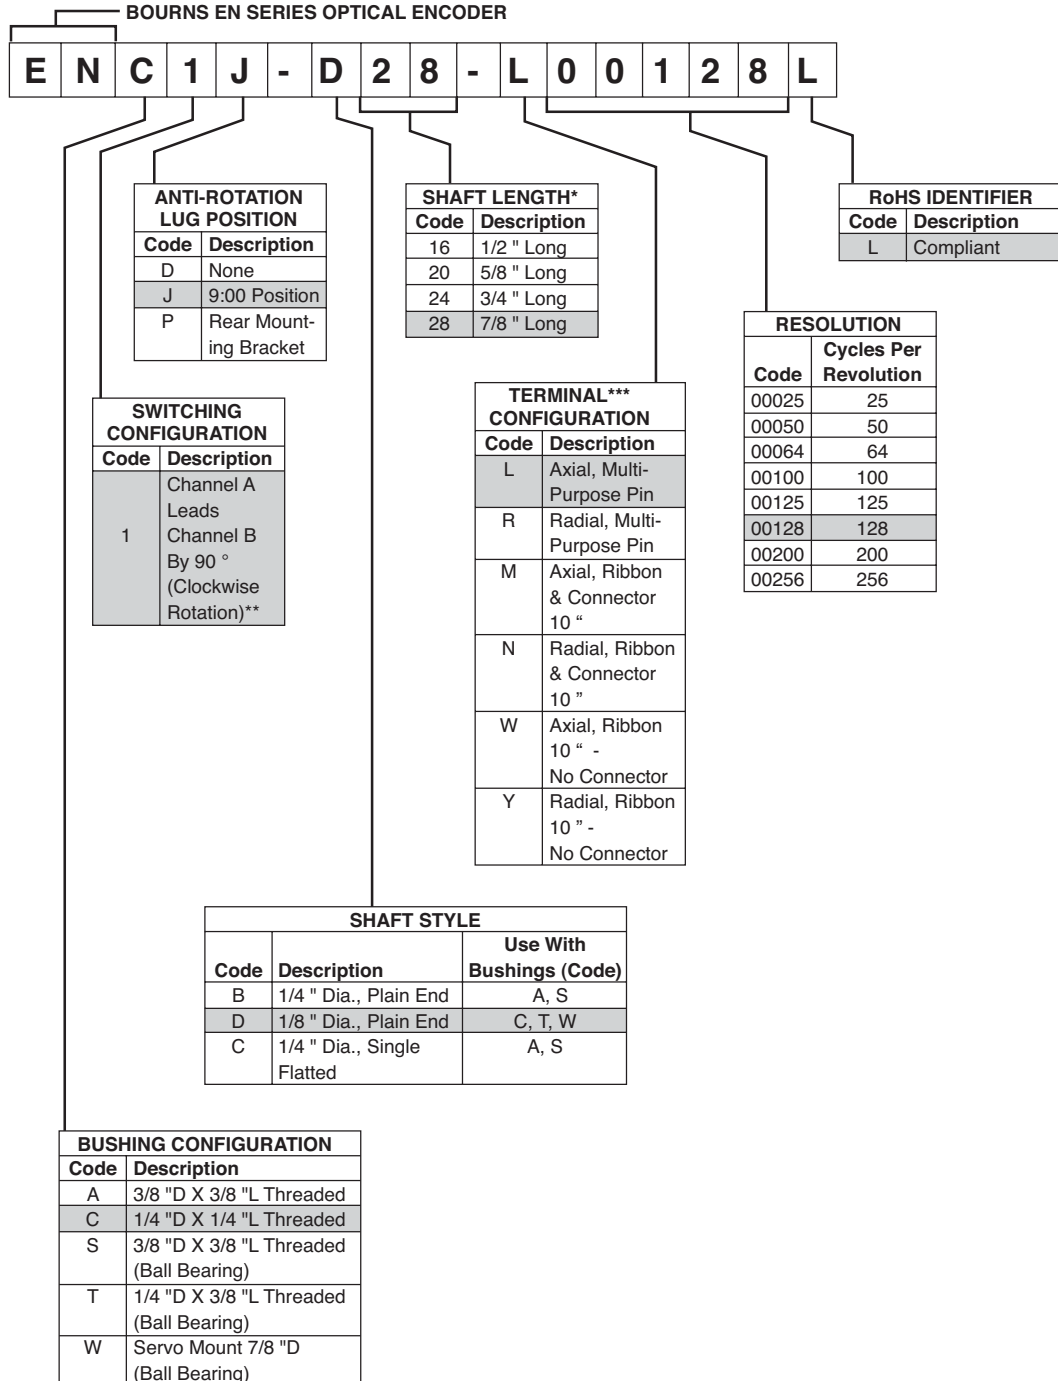 BOURNS EN SERIES OPTICAL ENCODER
E N C 1 J - D 2 8 - L 0 0 1 2 8 L
ANTI-ROTATION
LUG POSITION
Code Description
D None
J 9:00 Position
P Rear Mount-
ing Bracket
SHAFT LENGTH*
Code Description
16 1/2 " Long
20 5/8 " Long
24 3/4 " Long
28 7/8 " Long
RoHS IDENTIFIER
Code Description
L Compliant
RESOLUTION
Cycles Per
Code Revolution
00025 25
00050 50
00064 64
00100 100
00125 125
00128 128
00200 200
00256 256
SWITCHING
CONFIGURATION
Code Description
Channel A
Leads
1 Channel B
By 90 °
(Clockwise
Rotation)**
TERMINAL***
CONFIGURATION
Code Description
L Axial, Multi-
Purpose Pin
R Radial, Multi-
Purpose Pin
M Axial, Ribbon
& Connector
10 “
N Radial, Ribbon
& Connector
10 ”
W Axial, Ribbon
10 “ -
No Connector
Y Radial, Ribbon
10 ” -
No Connector
SHAFT STYLE
Use With
Code Description Bushings (Code)
B 1/4 " Dia., Plain End A, S
D 1/8 " Dia., Plain End C, T, W
C 1/4 " Dia., Single A, S
Flatted
BUSHING CONFIGURATION
Code Description
A 3/8 "D X 3/8 "L Threaded
C 1/4 "D X 1/4 "L Threaded
S 3/8 "D X 3/8 "L Threaded
(Ball Bearing)
T 1/4 "D X 3/8 "L Threaded
(Ball Bearing)
W Servo Mount 7/8 "D
(Ball Bearing)